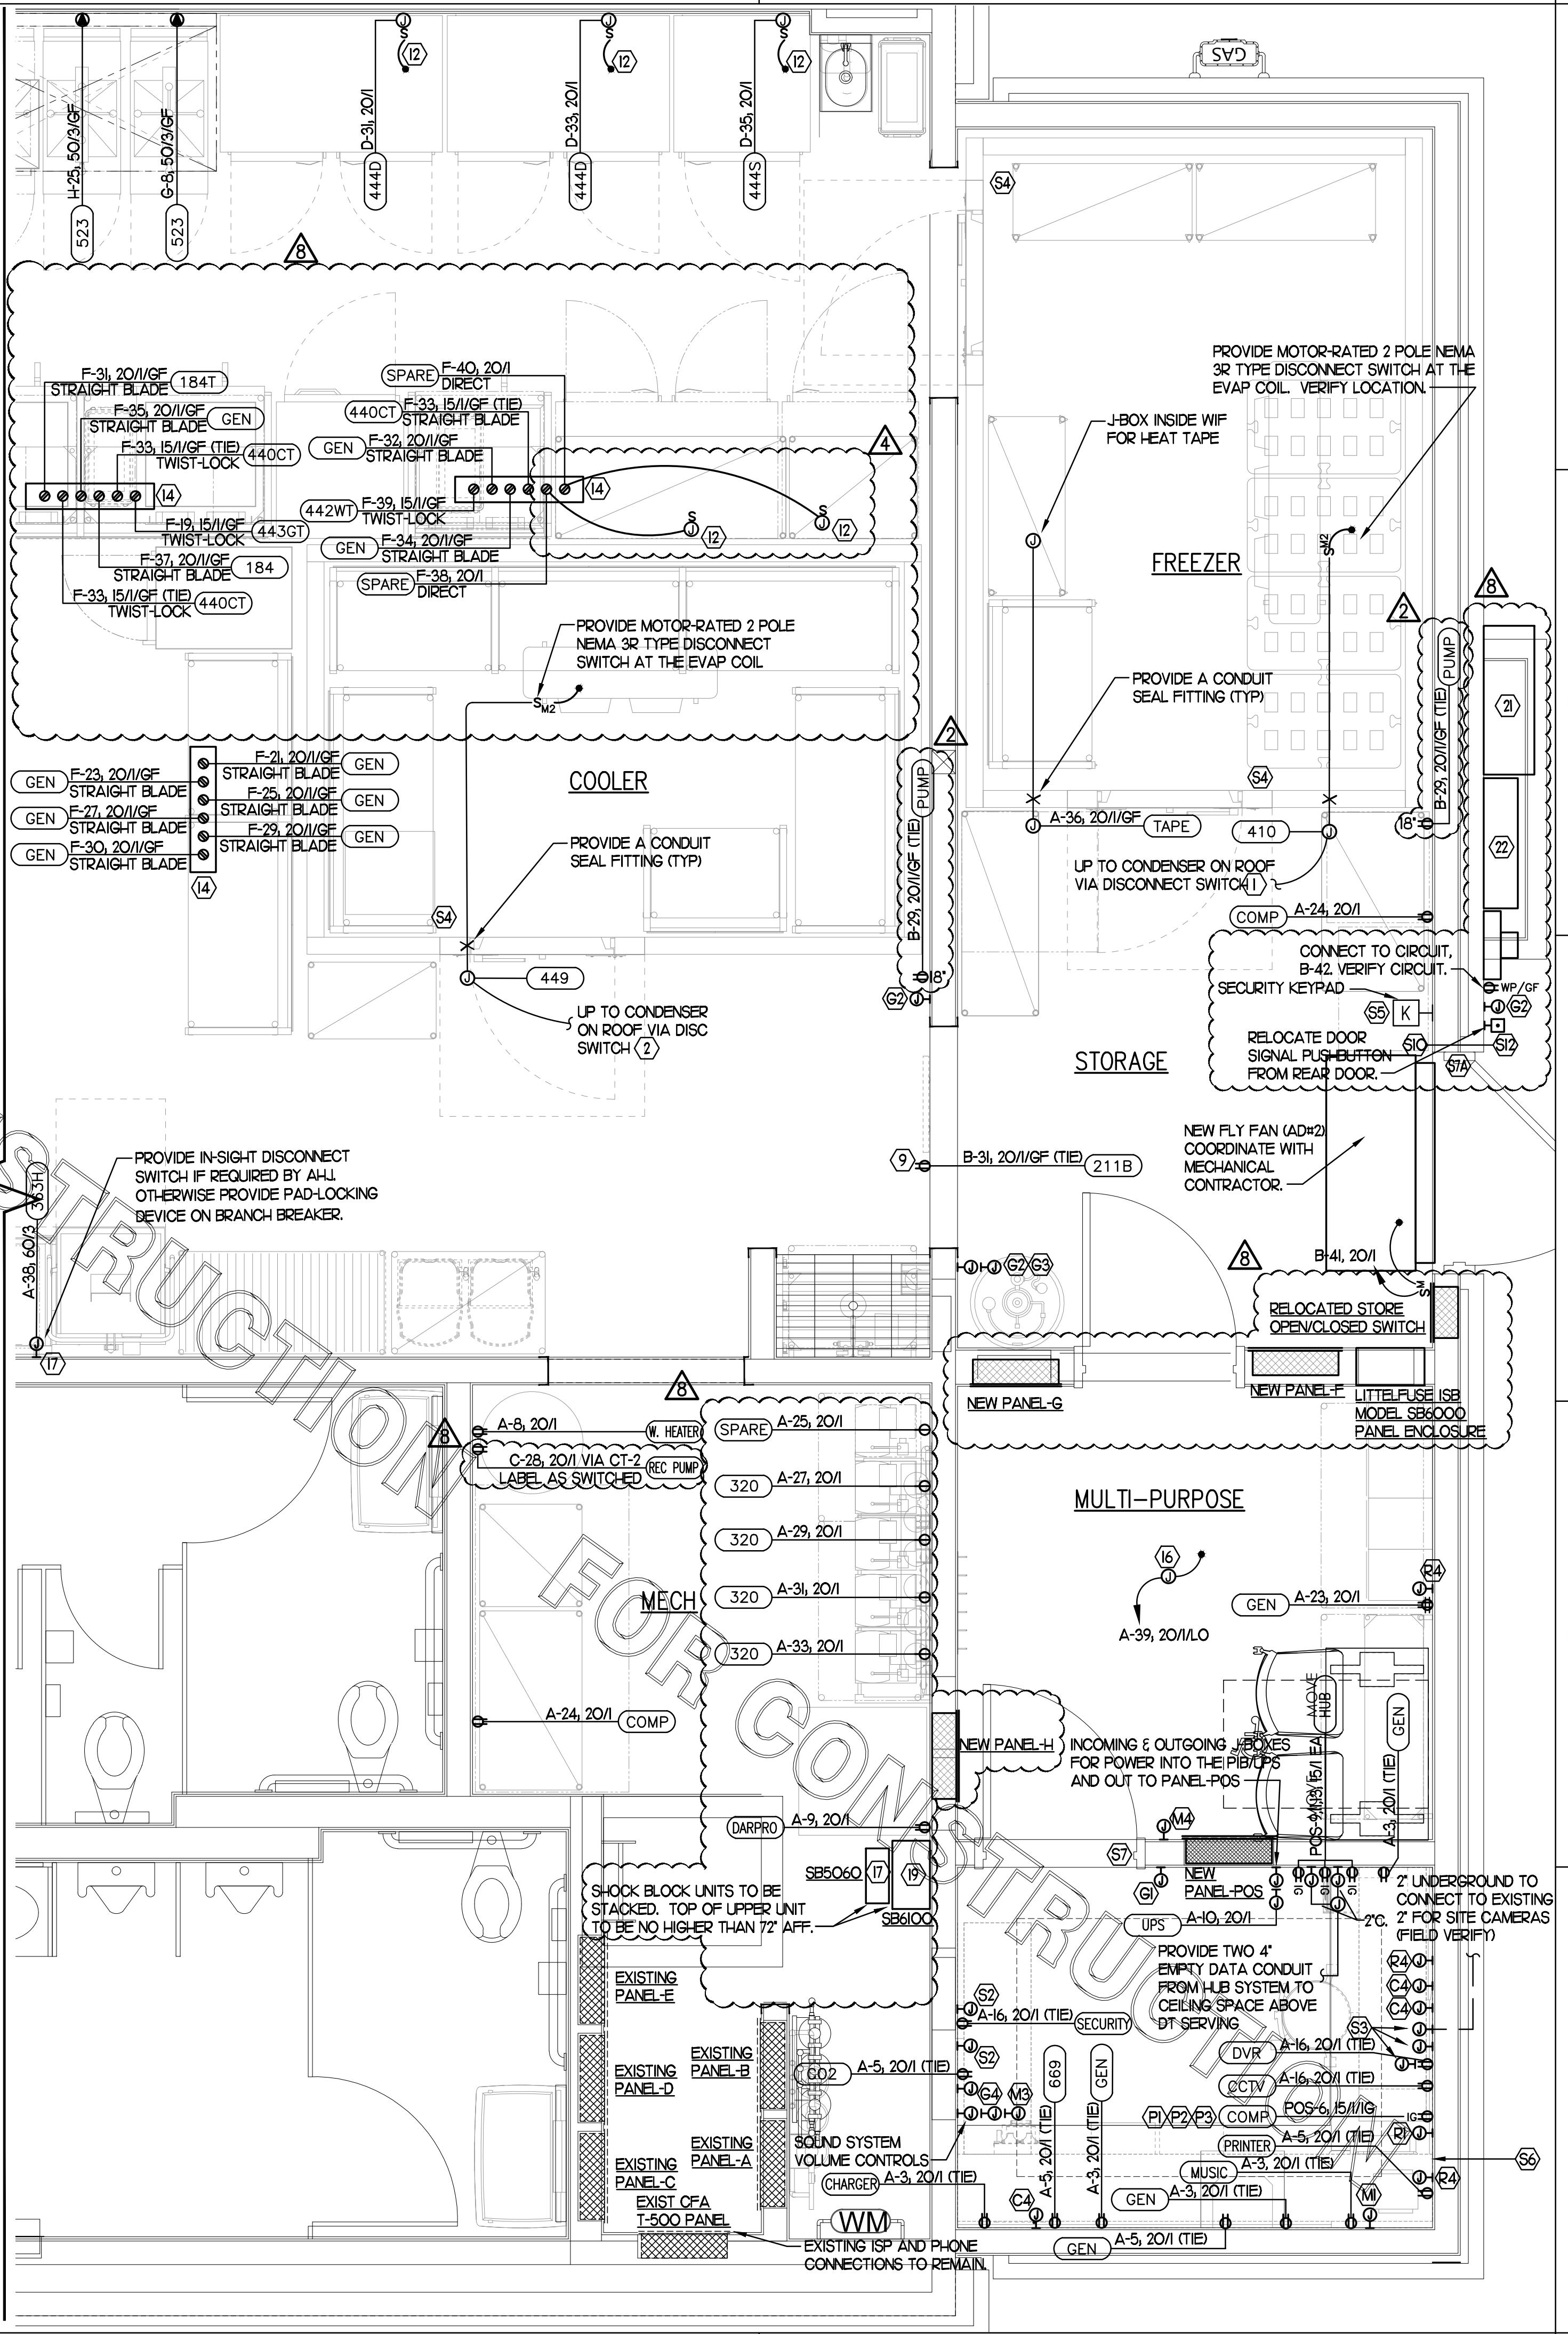 GAS
H-25, 50/3/GF
523
G-8, 50/3/GF
523
D-31, 20/1
444D
J
S
12
D-33, 20/1
444D
J
S
12
D-35, 20/1
444S
J
S
12
S4
8
F-31, 20/1/GF
STRAIGHT BLADE
184T
F-35, 20/1/GF
STRAIGHT BLADE
GEN
F-33, 15/1/GF (TIE)
TWIST-LOCK
440CT
14
F-19, 15/1/GF
TWIST-LOCK
443GT
F-37, 20/1/GF
STRAIGHT BLADE
184
F-33, 15/1/GF (TIE)
TWIST-LOCK
440CT
SPARE
F-40, 20/1
DIRECT
440CT
F-33, 15/1/GF (TIE)
STRAIGHT BLADE
GEN
F-32, 20/1/GF
STRAIGHT BLADE
4
14
442WT
F-39, 15/1/GF
TWIST-LOCK
GEN
F-34, 20/1/GF
STRAIGHT BLADE
SPARE
F-38, 20/1
DIRECT
S
J
12
S
J
12
PROVIDE MOTOR-RATED 2 POLE
NEMA 3R TYPE DISCONNECT
SWITCH AT THE EVAP COIL
SM2
PROVIDE MOTOR-RATED 2 POLE NEMA
3R TYPE DISCONNECT SWITCH AT THE
EVAP COIL. VERIFY LOCATION.
J-BOX INSIDE WIF
FOR HEAT TAPE
J
SM2
FREEZER
2
8
B-29, 20/1/GF (TIE)
PUMP
18"
21
22
PROVIDE A CONDUIT
SEAL FITTING (TYP)
S4
J
A-36, 20/1/GF
TAPE
410
J
UP TO CONDENSER ON ROOF
VIA DISCONNECT SWITCH
1
COMP
A-24, 20/1
CONNECT TO CIRCUIT,
B-42. VERIFY CIRCUIT.
WP/GF
SECURITY KEYPAD
S5
K
J
G2
RELOCATE DOOR
SIGNAL PUSHBUTTON
FROM REAR DOOR.
S10
S12
S7A
GEN
F-23, 20/1/GF
STRAIGHT BLADE
GEN
F-27, 20/1/GF
STRAIGHT BLADE
GEN
F-30, 20/1/GF
STRAIGHT BLADE
F-21, 20/1/GF
STRAIGHT BLADE
GEN
F-25, 20/1/GF
STRAIGHT BLADE
GEN
F-29, 20/1/GF
STRAIGHT BLADE
GEN
14
COOLER
PROVIDE A CONDUIT
SEAL FITTING (TYP)
S4
J
449
UP TO CONDENSER
ON ROOF VIA DISC
SWITCH
2
2
B-29, 20/1/GF (TIE)
PUMP
18"
G2
J
STORAGE
9
B-31, 20/1/GF (TIE)
211B
NEW FLY FAN (AD#2)
COORDINATE WITH
MECHANICAL
CONTRACTOR.
B-41, 20/1
SM
8
RELOCATED STORE
OPEN/CLOSED SWITCH
J
J
G2
G3
PROVIDE IN-SIGHT DISCONNECT
SWITCH IF REQUIRED BY AHJ.
OTHERWISE PROVIDE PAD-LOCKING
DEVICE ON BRANCH BREAKER.
363H
A-38, 60/3
J
17
NEW PANEL-G
NEW PANEL-F
LITTELFUSE ISB
MODEL SB6000
PANEL ENCLOSURE
8
8
A-8, 20/1
W. HEATER
C-28, 20/1 VIA CT-2
LABEL AS SWITCHED
REC PUMP
SPARE
A-25, 20/1
320
A-27, 20/1
320
A-29, 20/1
320
A-31, 20/1
320
A-33, 20/1
MECH
A-24, 20/1
COMP
MULTI-PURPOSE
16
J
A-39, 20/1/LO
R4
J
GEN
A-23, 20/1
NEW PANEL-H
INCOMING & OUTGOING J-BOXES
FOR POWER INTO THE PIB/UPS
AND OUT TO PANEL-POS
MOVE
HUB
GEN
A-3, 20/1 (TIE)
M4
J
S7
NEW
PANEL-POS
G1
J
IG
IG
IG
2"C.
2" UNDERGROUND TO
CONNECT TO EXISTING
2" FOR SITE CAMERAS
(FIELD VERIFY)
DARPRO
A-9, 20/1
SB5060
17
19
SB6100
SHOCK BLOCK UNITS TO BE
STACKED. TOP OF UPPER UNIT
TO BE NO HIGHER THAN 72" AFF.
UPS
A-10, 20/1
PROVIDE TWO 4"
EMPTY DATA CONDUIT
FROM HUB SYSTEM TO
CEILING SPACE ABOVE
DT SERVING
R4
J
C4
J
C4
J
S3
J
J
J
EXISTING
PANEL-E
EXISTING
PANEL-D
EXISTING
PANEL-C
EXISTING
PANEL-B
EXISTING
PANEL-A
EXIST CFA
T-500 PANEL
S2
J
A-16, 20/1 (TIE)
SECURITY
S2
J
CO2
A-5, 20/1 (TIE)
G4
M3
J
J
J
J
669
A-5, 20/1 (TIE)
GEN
A-3, 20/1 (TIE)
DVR
A-16, 20/1 (TIE)
CCTV
A-16, 20/1 (TIE)
P1
P2
P3
COMP
POS-6, 15/1/IG
IG
R1
J
PRINTER
A-5, 20/1 (TIE)
S6
MUSIC
A-3, 20/1 (TIE)
R4
J
GEN
A-3, 20/1 (TIE)
M1
J
SOUND SYSTEM
VOLUME CONTROLS
CHARGER
A-3, 20/1 (TIE)
C4
J
WM
GEN
A-5, 20/1 (TIE)
EXISTING ISP AND PHONE
CONNECTIONS TO REMAIN.
FOR CONSTRUCTION